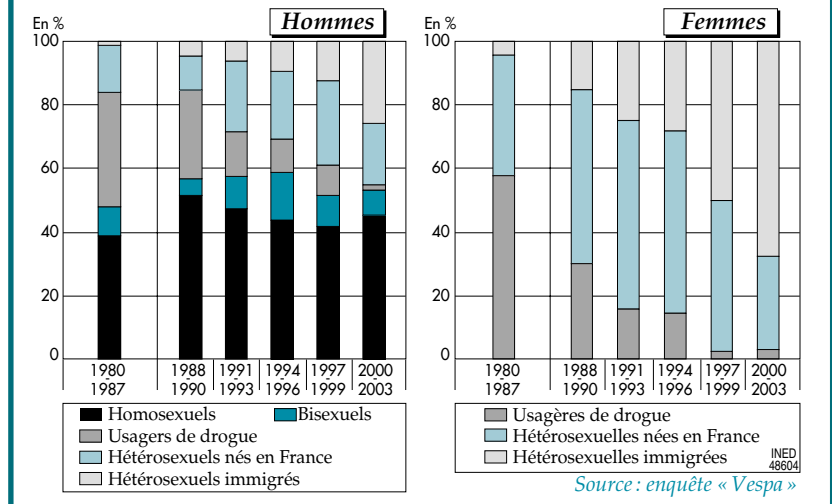 En %
Hommes
100
80
60
40
20
0
1980 - 1987
1988 - 1990
1991 - 1993
1994 - 1996
1997 - 1999
2000 - 2003
Homosexuels Bisexuels
Usagers de drogue
Hétérosexuels nés en France
Hétérosexuels immigrés
En %
Femmes
100
80
60
40
20
0
1980 - 1987
1988 - 1990
1991 - 1993
1994 - 1996
1997 - 1999
2000 - 2003
Usagères de drogue
Hétérosexuelles nées en France
Hétérosexuelles immigrées
INED
48604
Source : enquête « Vespa »